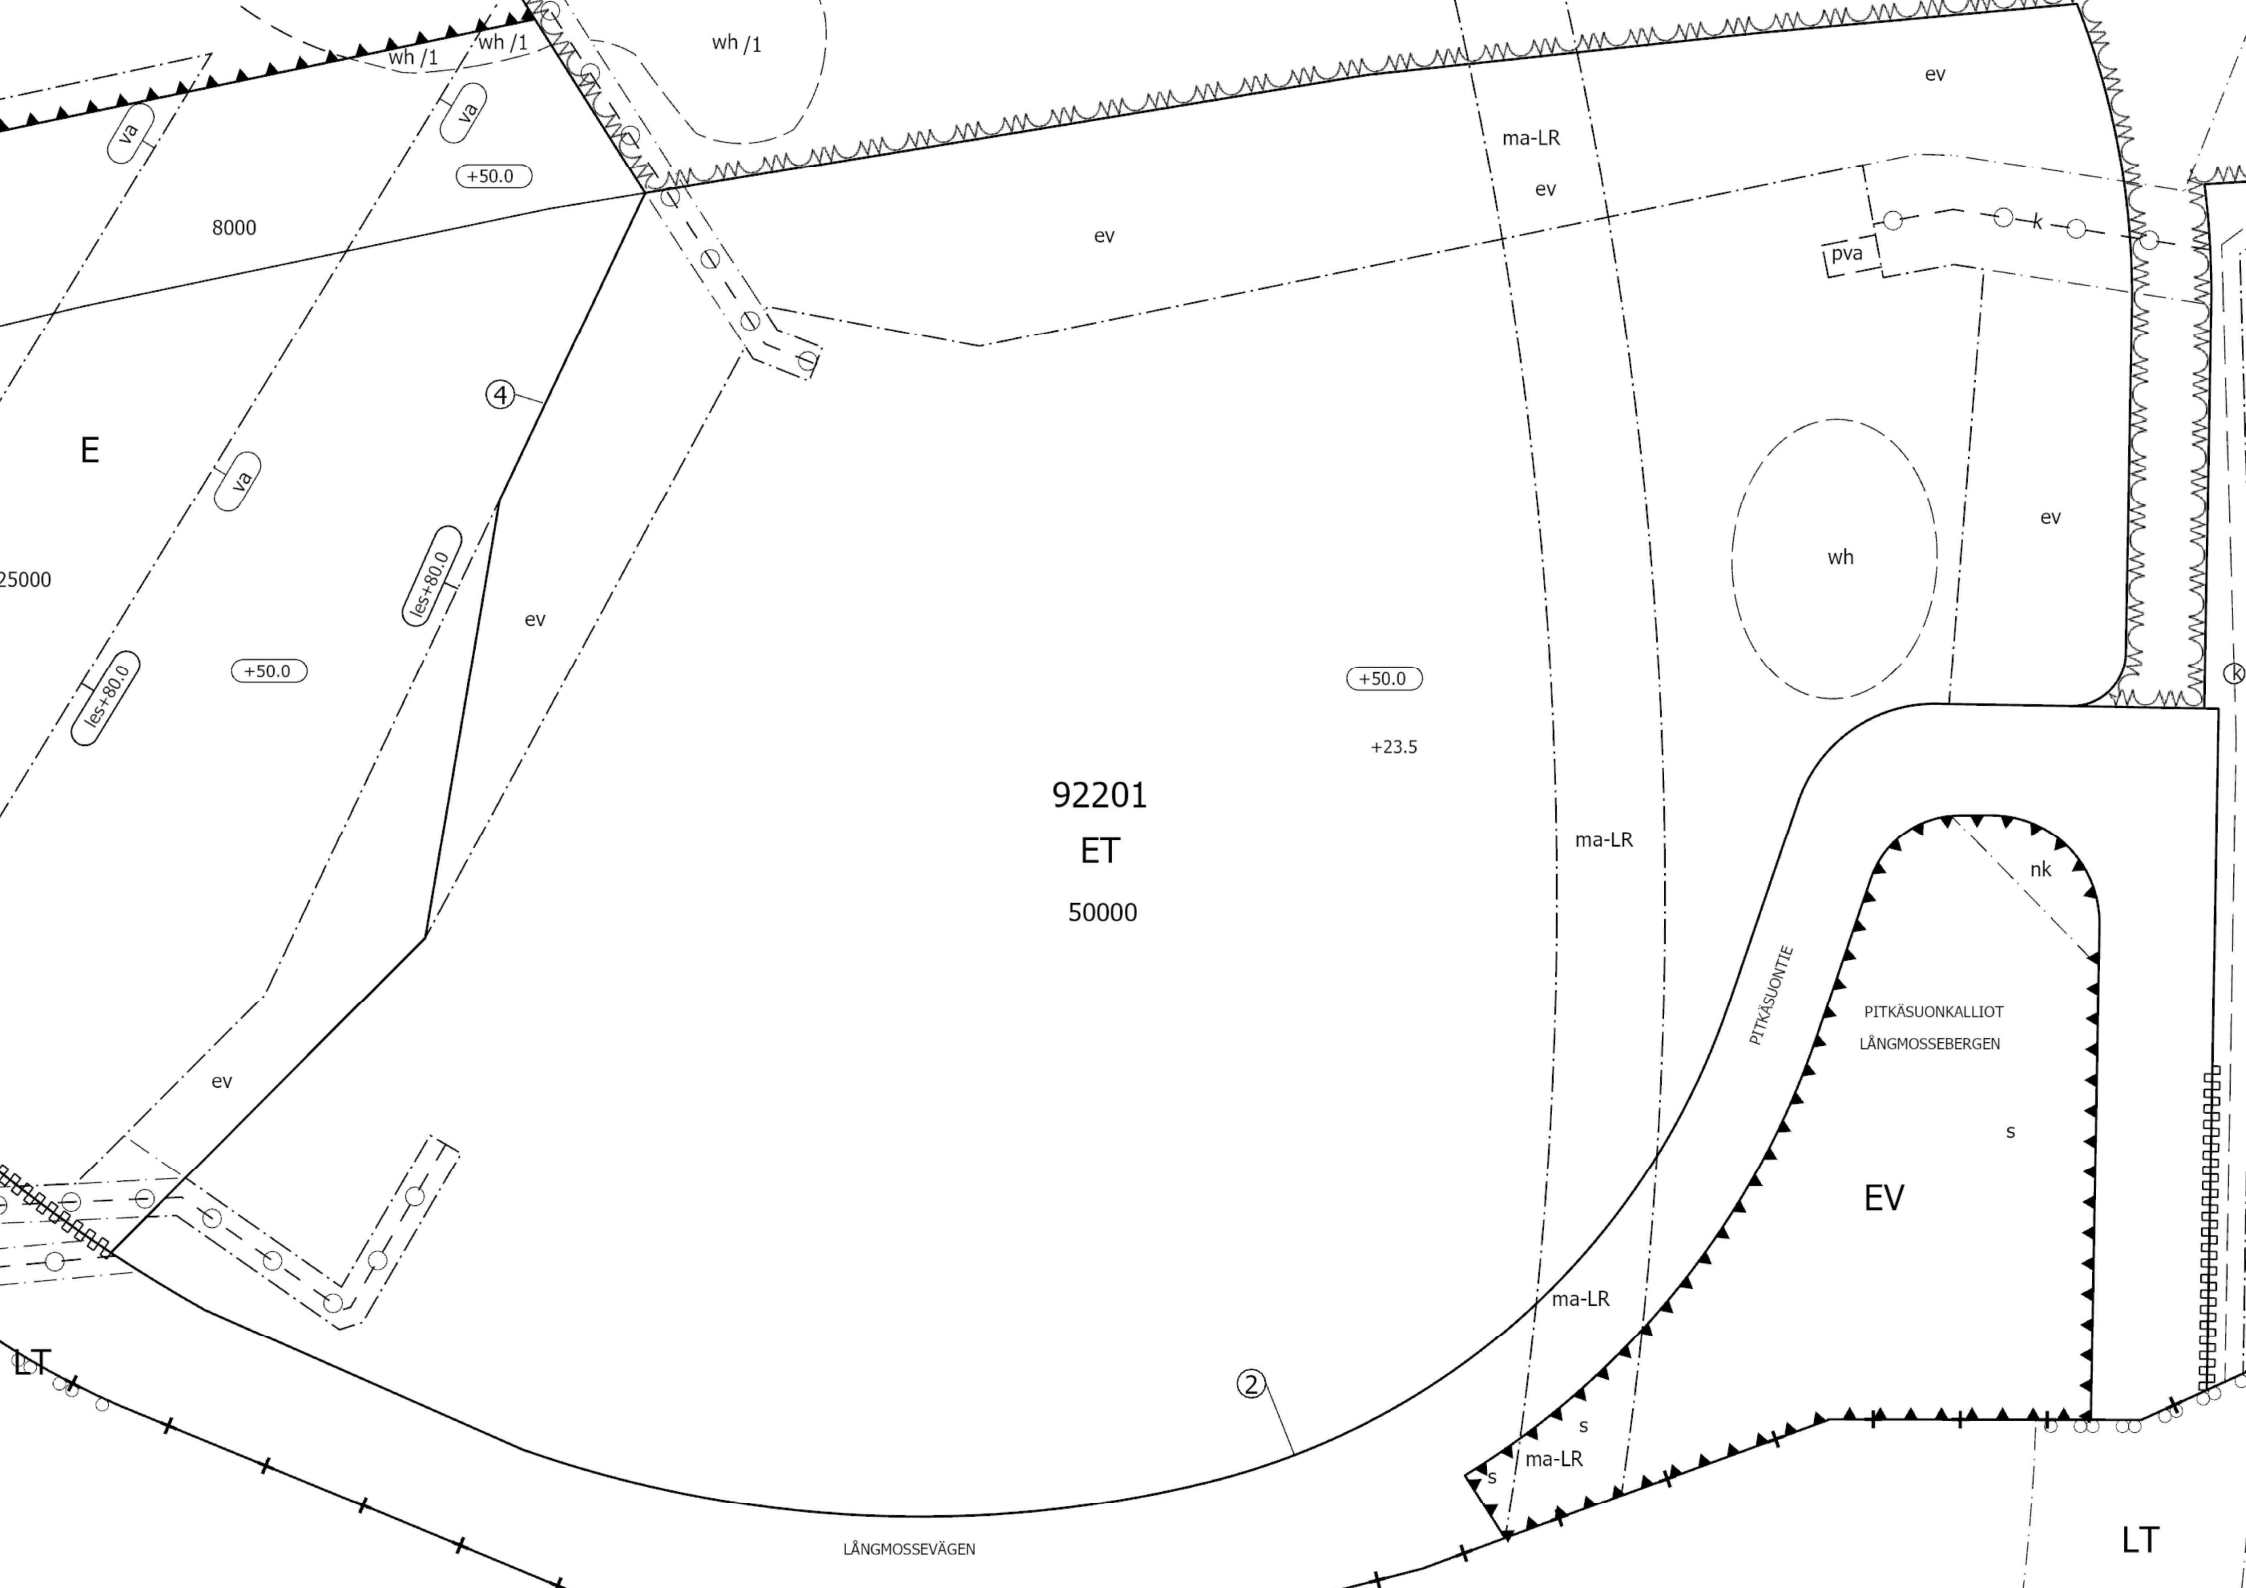 wh /1
wh /1
wh /1
ev
va
va
ma-LR
+50.0
ev
8000
ev
k
pva
4
E
va
ev
wh
les+80.0
25000
ev
+50.0
les+80.0
+50.0
k
+23.5
92201
ET
50000
ma-LR
nk
PITKÄSUONTIE
PITKÄSUONKALLIOT
LÅNGMOSSEBERGEN
ev
s
EV
ma-LR
LT
2
s
ma-LR
s
LÅNGMOSSEVÄGEN
LT